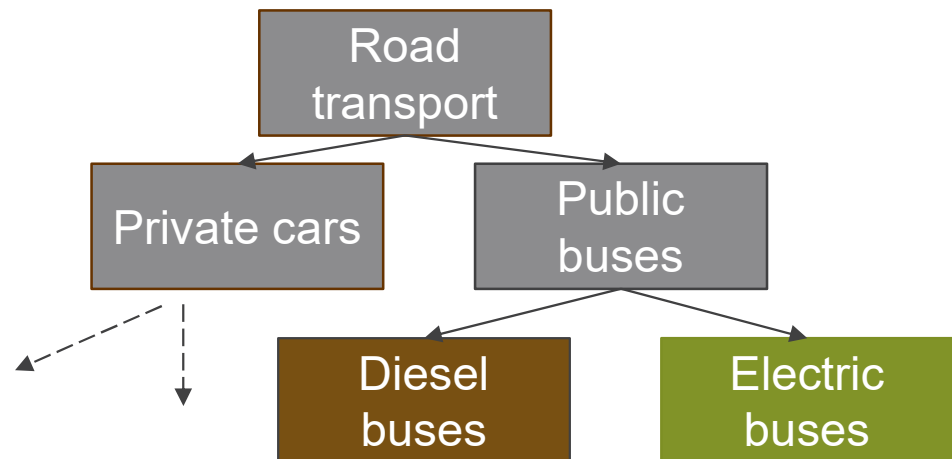 Road
transport
Private cars
Public
buses
Diesel
buses
Electric
buses